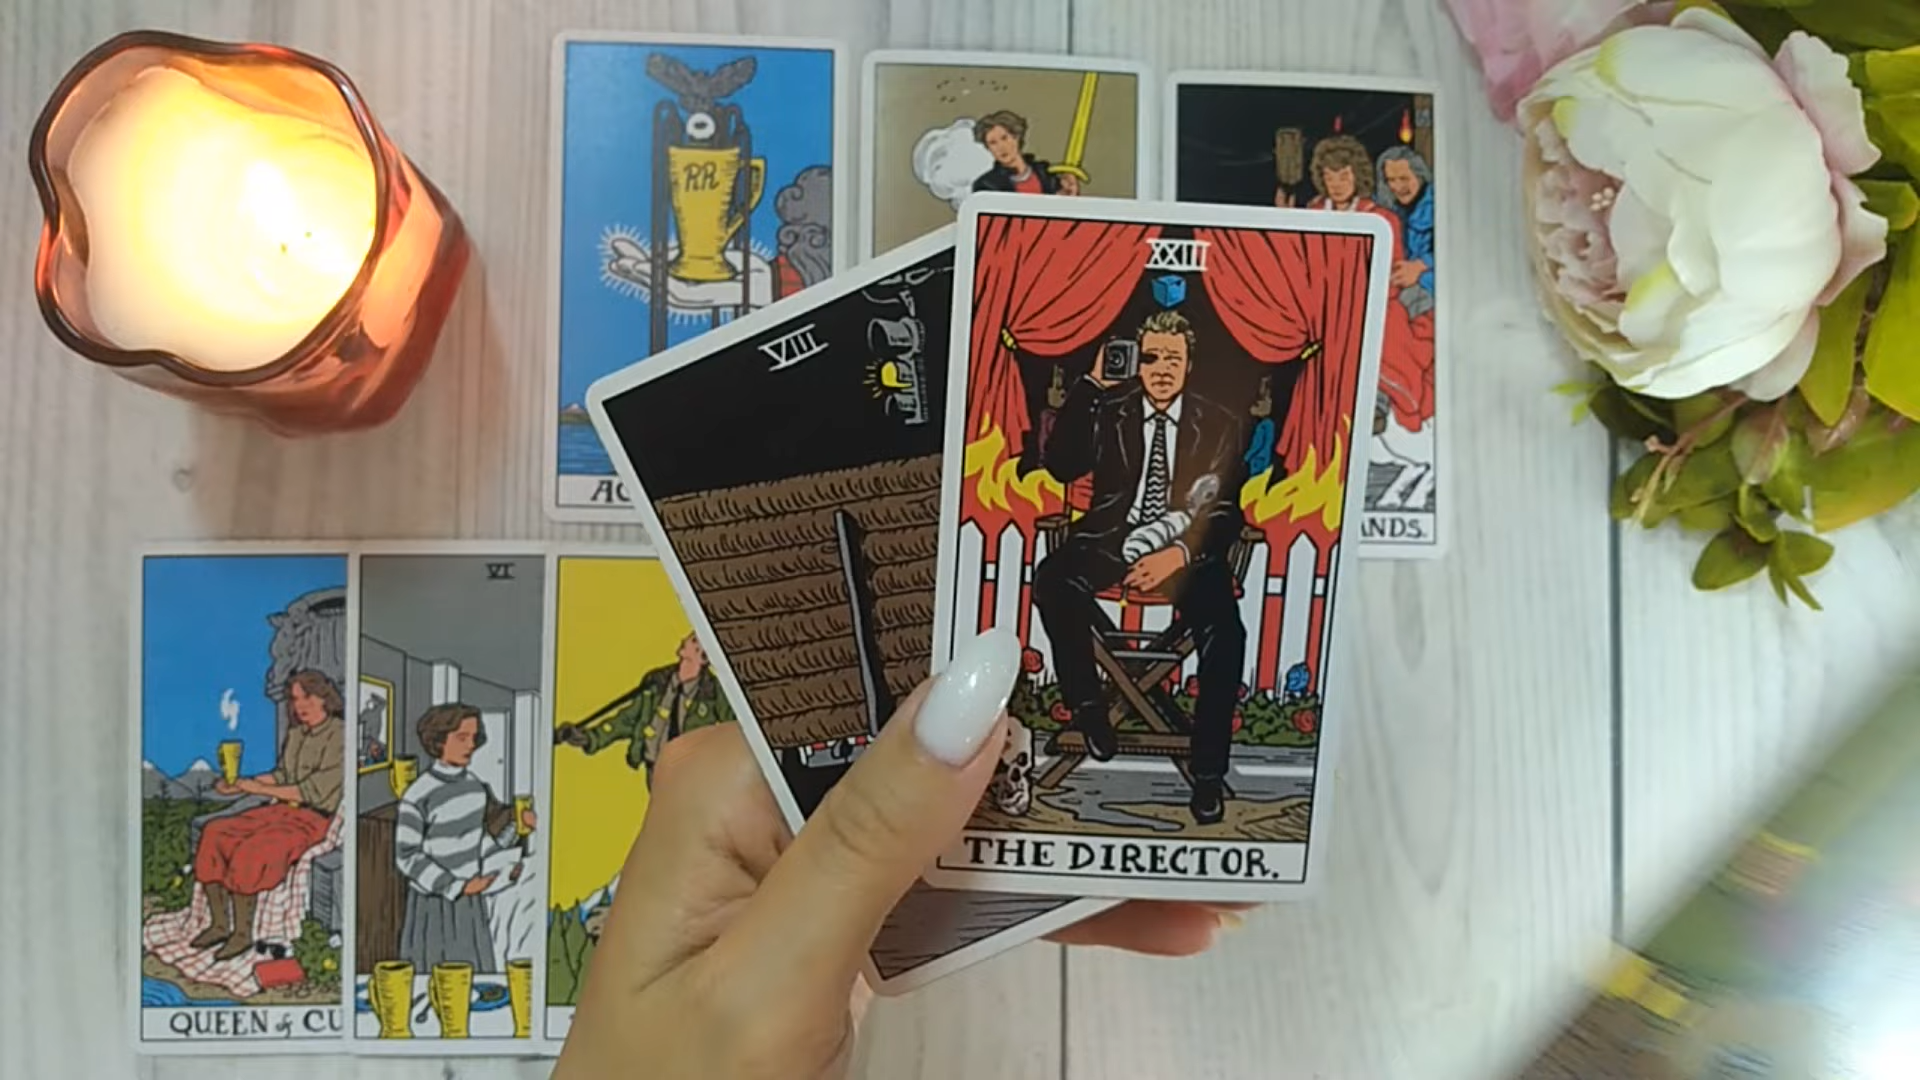 RR
AC
VIII
XXIII
THE DIRECTOR.
ANDS.
VI
QUEEN of CU